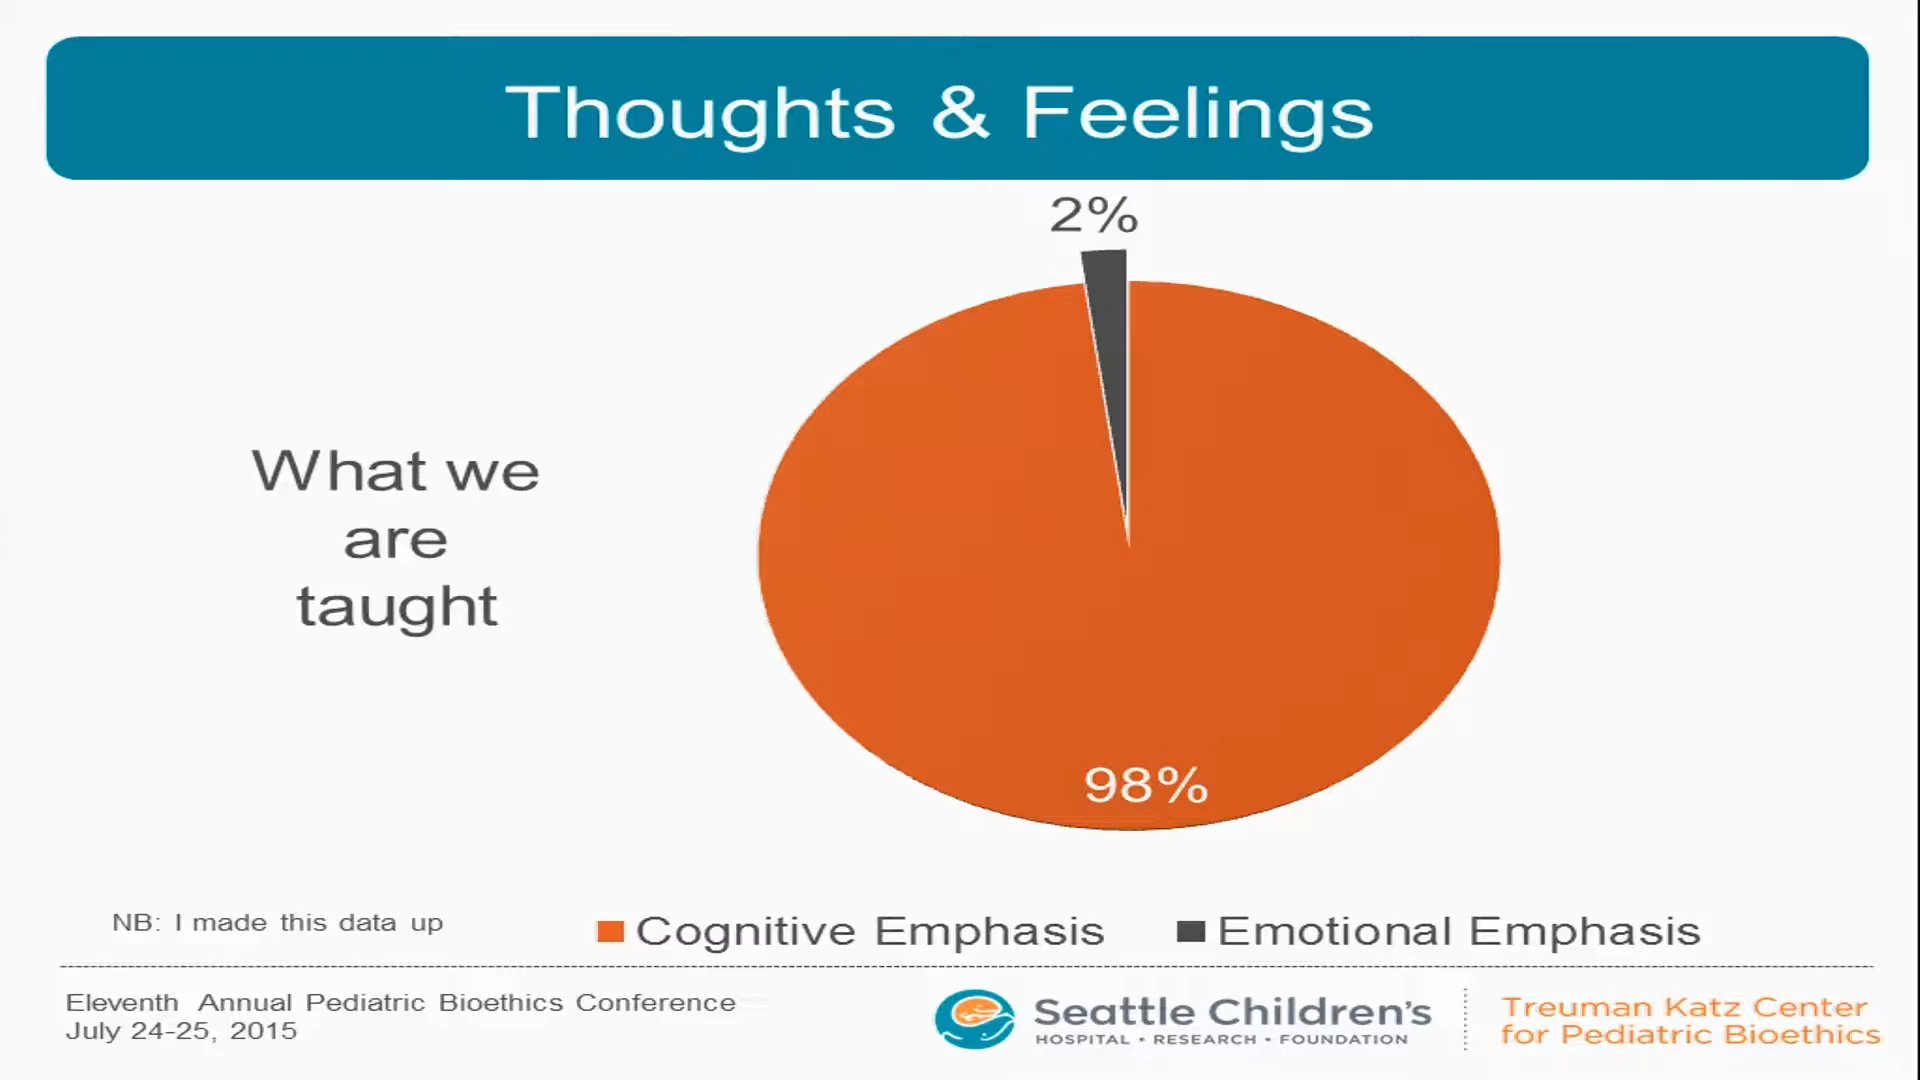 Thoughts & Feelings
2%
What we
are
taught
98%
NB: I made this data up
Cognitive Emphasis
Emotional Emphasis
Eleventh Annual Pediatric Bioethics Conference
July 24-25, 2015
Seattle Children's
HOSPITAL • RESEARCH • FOUNDATION
Treuman Katz Center
for Pediatric Bioethics